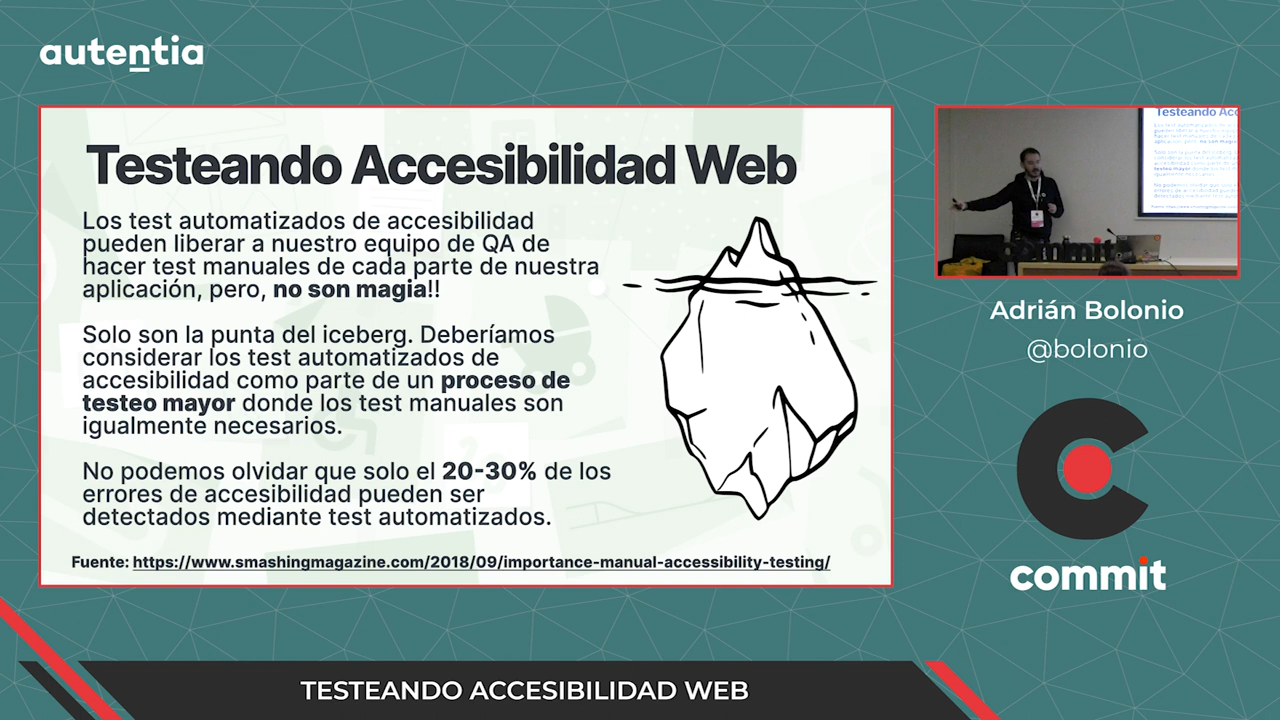 autentia
Testeando Accesibilidad Web
Los test automatizados de accesibilidad
pueden liberar a nuestro equipo de QA de
hacer test manuales de cada parte de nuestra
aplicación, pero, no son magia!!
Solo son la punta del iceberg. Deberíamos
considerar los test automatizados de
accesibilidad como parte de un proceso de
testeo mayor donde los test manuales son
igualmente necesarios.
No podemos olvidar que solo el 20-30% de los
errores de accesibilidad pueden ser
detectados mediante test automatizados.
Fuente: https://www.smashingmagazine.com/2018/09/importance-manual-accessibility-testing/
Testeando Acc
Adrián Bolonio
@bolonio
commit
TESTEANDO ACCESIBILIDAD WEB